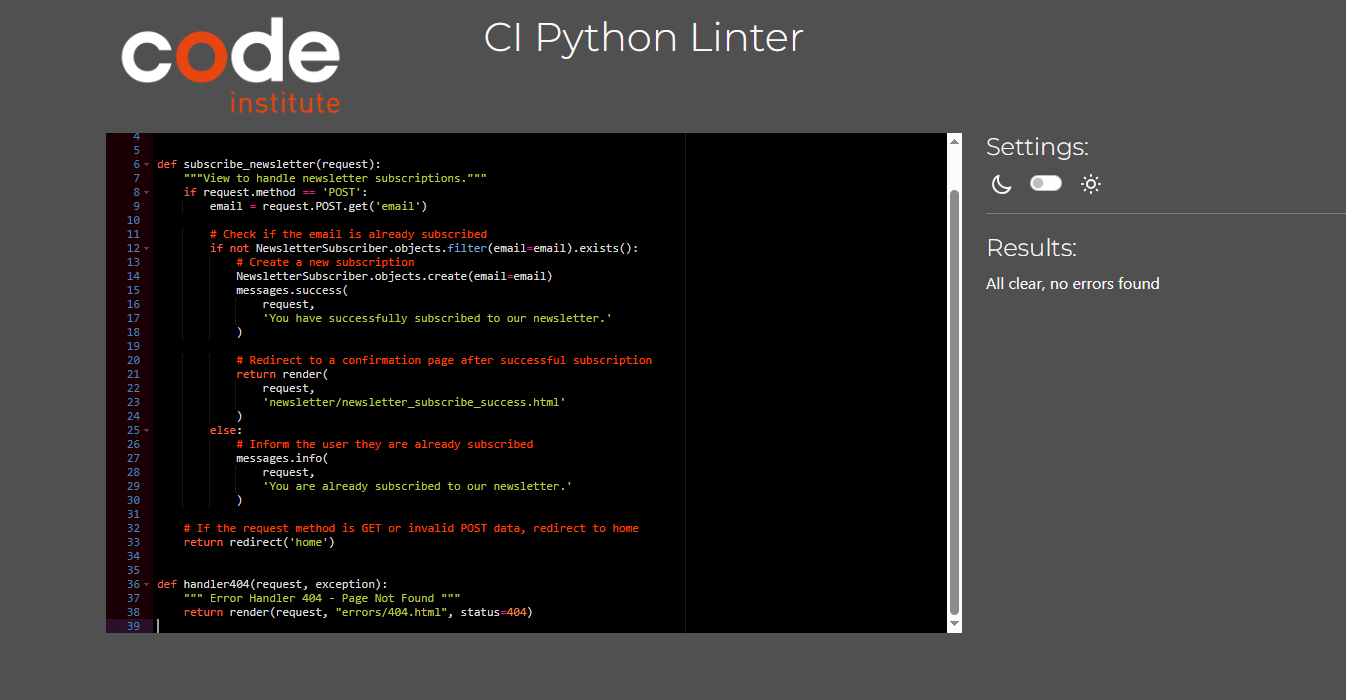 code
institute
CI Python Linter
4
5
6 def subscribe_newsletter(request):
7 """View to handle newsletter subscriptions."""
8 if request.method == 'POST':
9 email = request.POST.get('email')
10
11 # Check if the email is already subscribed
12 if not NewsletterSubscriber.objects.filter(email=email).exists():
13 # Create a new subscription
14 NewsletterSubscriber.objects.create(email=email)
15 messages.success(
16 request,
17 'You have successfully subscribed to our newsletter.'
18 )
19
20 # Redirect to a confirmation page after successful subscription
21 return render(
22 request,
23 'newsletter/newsletter_subscribe_success.html'
24 )
25 else:
26 # Inform the user they are already subscribed
27 messages.info(
28 request,
29 'You are already subscribed to our newsletter.'
30 )
31
32 # If the request method is GET or invalid POST data, redirect to home
33 return redirect('home')
34
35
36 def handler404(request, exception):
37 """ Error Handler 404 - Page Not Found """
38 return render(request, "errors/404.html", status=404)
39
Settings:
Results:
All clear, no errors found